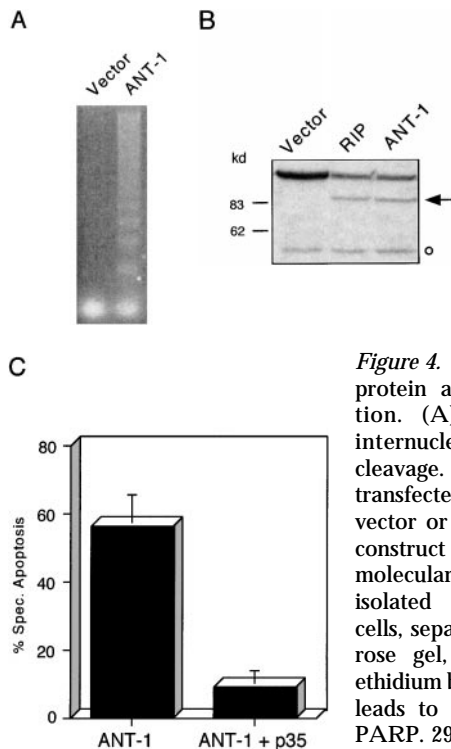 A
Vector
ANT-1
B
Vector
RIP
ANT-1
kd
83
62
C
% Spec. Apoptosis
80
60
40
20
0
ANT-1
ANT-1 + p35
Figure 4.
protein a
tion. (A)
internucle
cleavage.
transfecte
vector or
construct
molecular
isolated
cells, sepa
rose gel,
ethidium b
leads to
PARP. 29